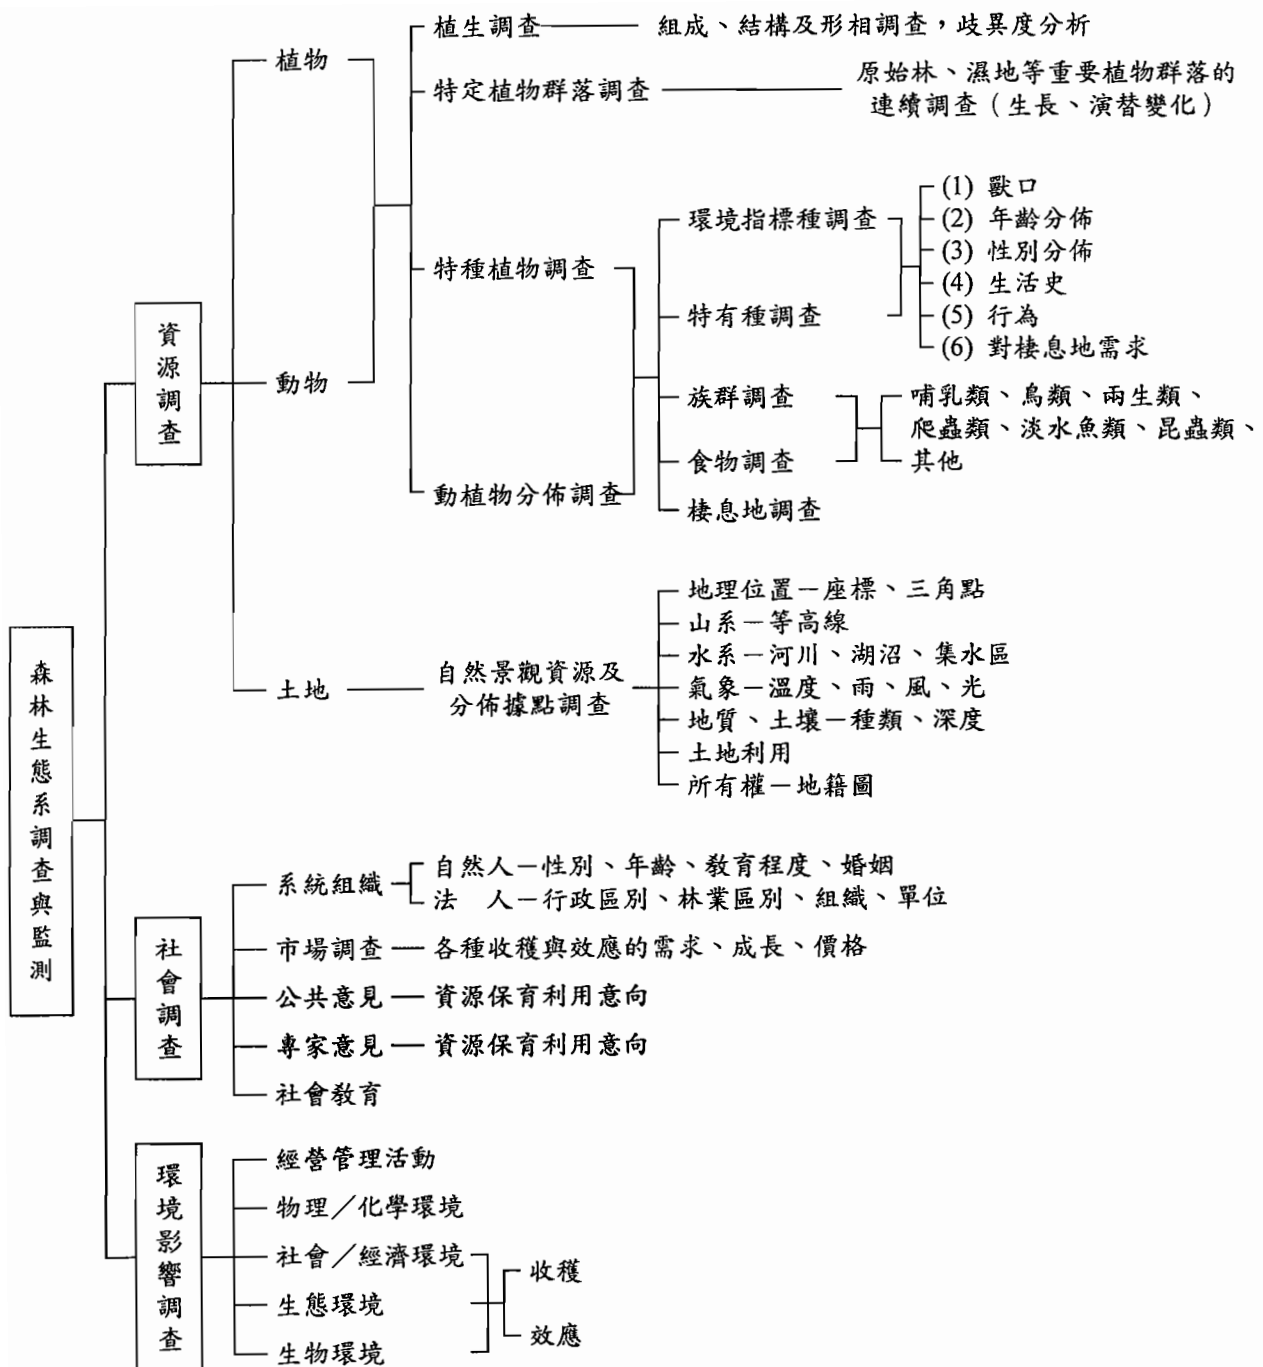 森林生態系調查與監測
資源調查
植物
動物
植生調查
組成、結構及形相調查，歧異度分析
特定植物群落調查
原始林、濕地等重要植物群落的
連續調查（生長、演替變化）
特種植物調查
動植物分佈調查
環境指標種調查
特有種調查
(1) 獸口
(2) 年齡分佈
(3) 性別分佈
(4) 生活史
(5) 行為
(6) 對棲息地需求
族群調查
食物調查
哺乳類、鳥類、兩生類、
爬蟲類、淡水魚類、昆蟲類、
其他
棲息地調查
土地
自然景觀資源及
分佈據點調查
地理位置－座標、三角點
山系－等高線
水系－河川、湖沼、集水區
氣象－溫度、雨、風、光
地質、土壤－種類、深度
土地利用
所有權－地籍圖
社會調查
系統組織
自然人－性別、年齡、教育程度、婚姻
法　人－行政區別、林業區別、組織、單位
市場調查
各種收穫與效應的需求、成長、價格
公共意見
資源保育利用意向
專家意見
資源保育利用意向
社會教育
環境影響調查
經營管理活動
物理／化學環境
社會／經濟環境
生態環境
生物環境
收穫
效應